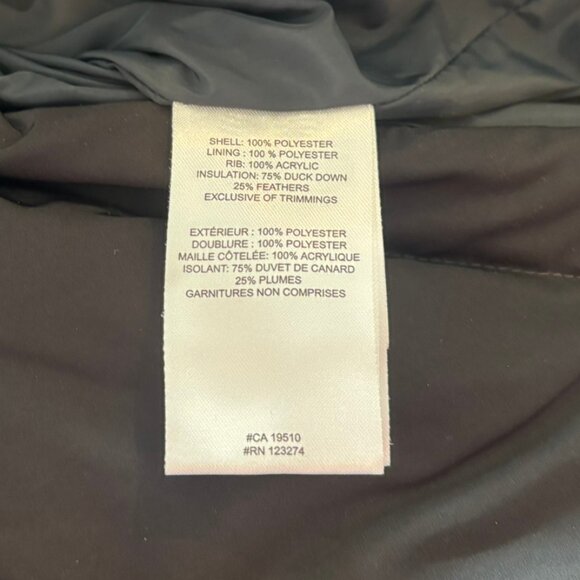 SHELL: 100% POLYESTER
LINING : 100 % POLYESTER
RIB: 100% ACRYLIC
INSULATION: 75% DUCK DOWN
25% FEATHERS
EXCLUSIVE OF TRIMMINGS
EXTÉRIEUR : 100% POLYESTER
DOUBLURE : 100% POLYESTER
MAILLE CÔTELÉE: 100% ACRYLIQUE
ISOLANT: 75% DUVET DE CANARD
25% PLUMES
GARNITURES NON COMPRISES
#CA 19510
#RN 123274